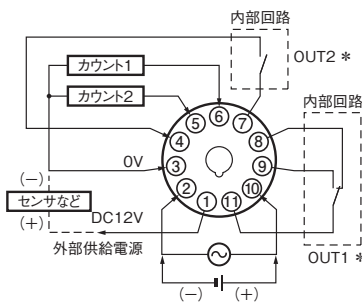 内部回路
OUT2 *
カウント1
カウント2
内部回路
6
5
7
4
8
3
9
2
10
1
11
0V
(−)
センサなど
(+)
DC12V
外部供給電源
OUT1 *
(−)
(+)